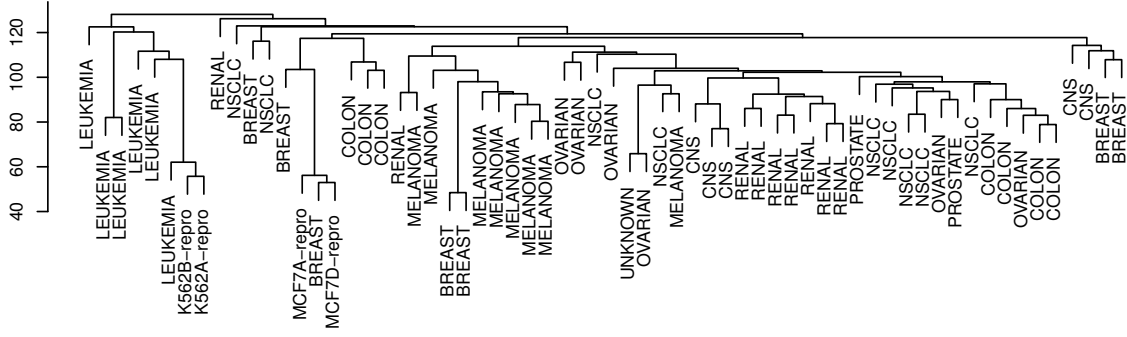 120
100
80
60
40
LEUKEMIA
LEUKEMIA
LEUKEMIA
LEUKEMIA
LEUKEMIA
LEUKEMIA
K562B-repro
K562A-repro
RENAL
NSCLC
BREAST
NSCLC
BREAST
MCF7A-repro
BREAST
MCF7D-repro
COLON
COLON
COLON
RENAL
MELANOMA
MELANOMA
BREAST
BREAST
MELANOMA
MELANOMA
MELANOMA
MELANOMA
MELANOMA
OVARIAN
OVARIAN
NSCLC
OVARIAN
UNKNOWN
OVARIAN
NSCLC
MELANOMA
CNS
CNS
CNS
RENAL
RENAL
RENAL
RENAL
RENAL
RENAL
RENAL
PROSTATE
NSCLC
NSCLC
NSCLC
NSCLC
OVARIAN
PROSTATE
NSCLC
COLON
COLON
OVARIAN
COLON
COLON
CNS
CNS
BREAST
BREAST